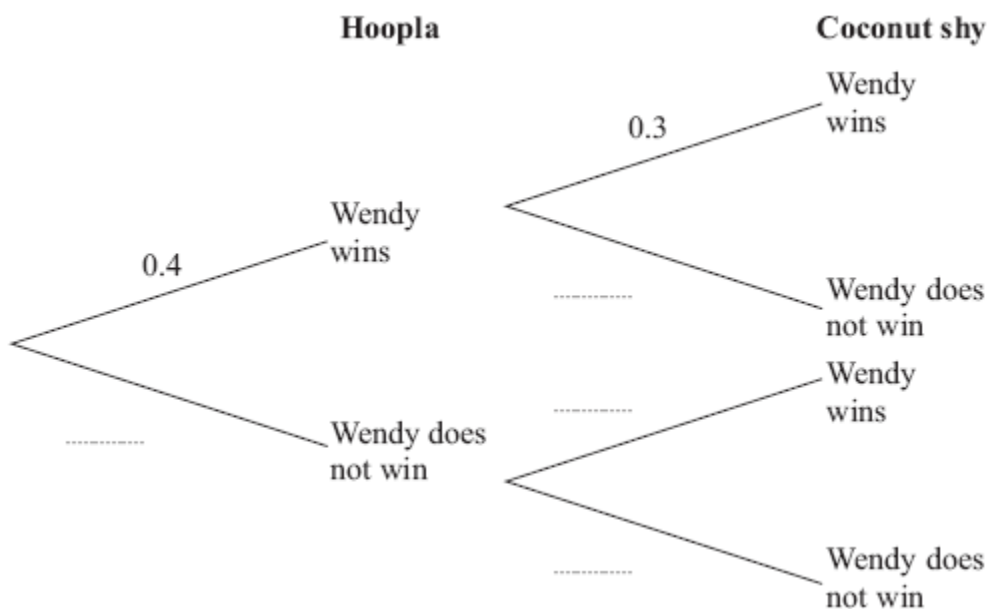 Hoopla
Coconut shy
Wendy
wins
0.3
Wendy
wins
0.4
Wendy does
not win
Wendy
wins
Wendy does
not win
Wendy does
not win